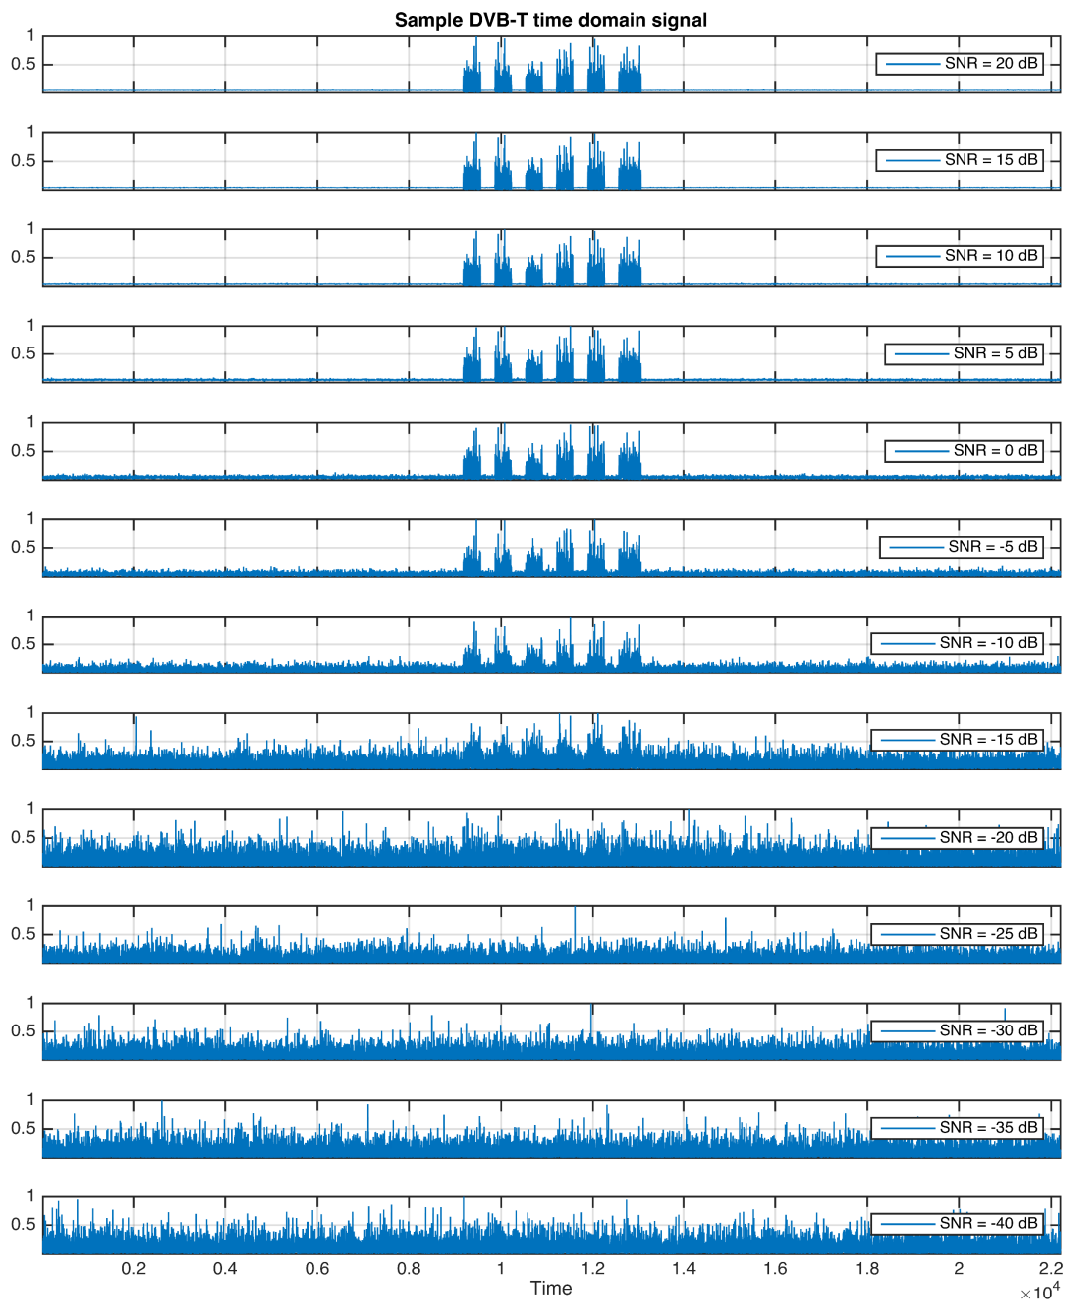 Sample DVB-T time domain signal
1
0.5
SNR = 20 dB
1
0.5
SNR = 15 dB
1
0.5
SNR = 10 dB
1
0.5
SNR = 5 dB
1
0.5
SNR = 0 dB
1
0.5
SNR = -5 dB
1
0.5
SNR = -10 dB
1
0.5
SNR = -15 dB
1
0.5
SNR = -20 dB
1
0.5
SNR = -25 dB
1
0.5
SNR = -30 dB
1
0.5
SNR = -35 dB
1
0.5
SNR = -40 dB
0.2 0.4 0.6 0.8 1 1.2 1.4 1.6 1.8 2 2.2
Time
×10⁴